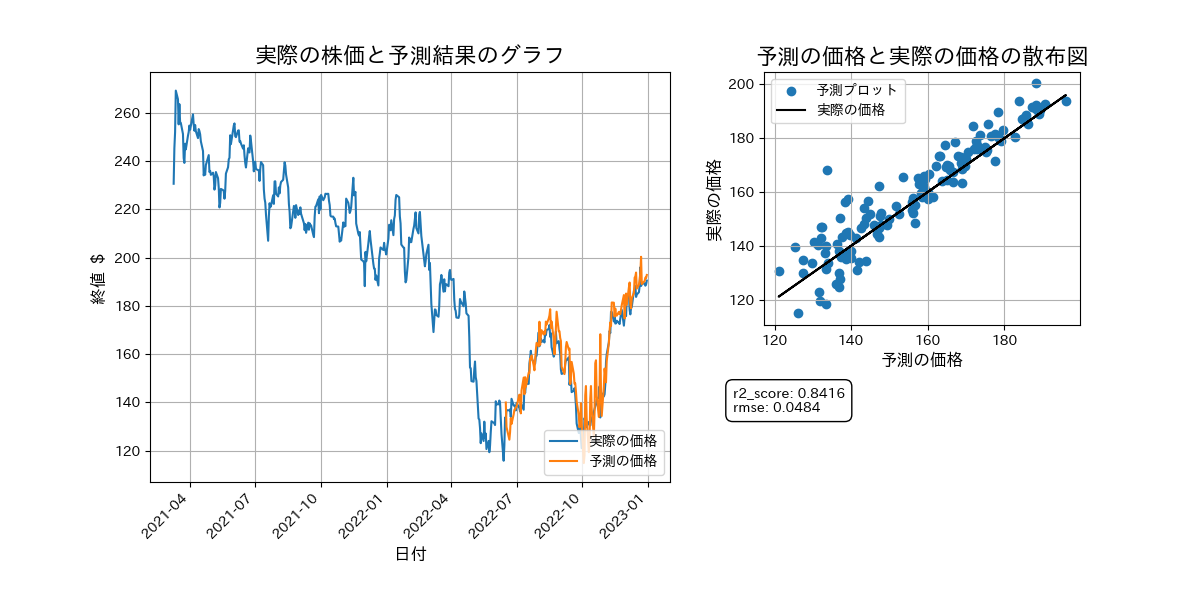 実際の株価と予測結果のグラフ
終値 $
260
240
220
200
180
160
140
120
2021-04
2021-07
2021-10
2022-01
2022-04
2022-07
2022-10
2023-01
日付
実際の価格
予測の価格
予測の価格と実際の価格の散布図
実際の価格
200
180
160
140
120
予測プロット
実際の価格
120
140
160
180
予測の価格
r2_score: 0.8416
rmse: 0.0484